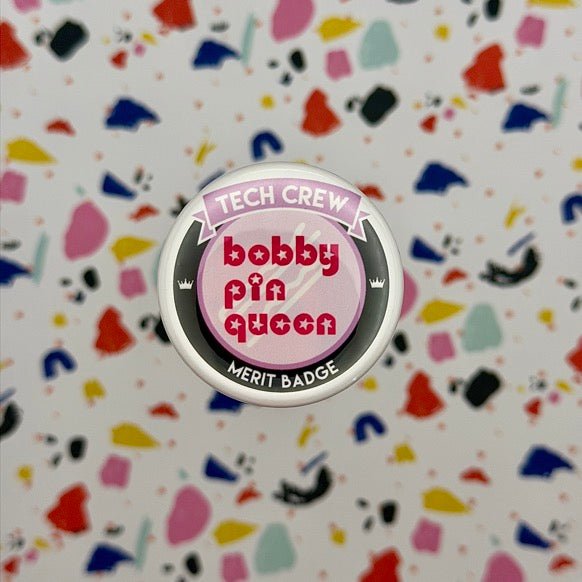 TECH CREW
bobby
pin
queen
MERIT BADGE